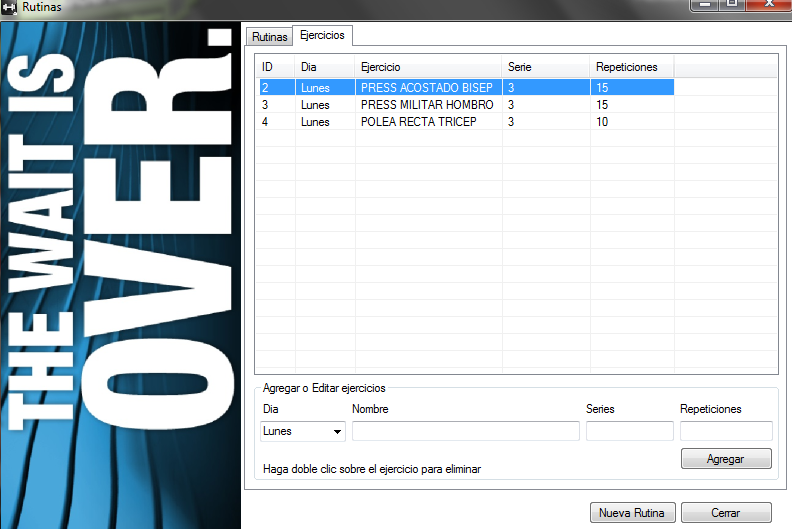 Rutinas
THE WAIT IS
OVER.
Rutinas Ejercicios
ID Dia Ejercicio Serie Repeticiones
2 Lunes PRESS ACOSTADO BISEP 3 15
3 Lunes PRESS MILITAR HOMBRO 3 15
4 Lunes POLEA RECTA TRICEP 3 10
Agregar o Editar ejercicios
Dia Nombre Series Repeticiones
Lunes
Agregar
Haga doble clic sobre el ejercicio para eliminar
Nueva Rutina Cerrar